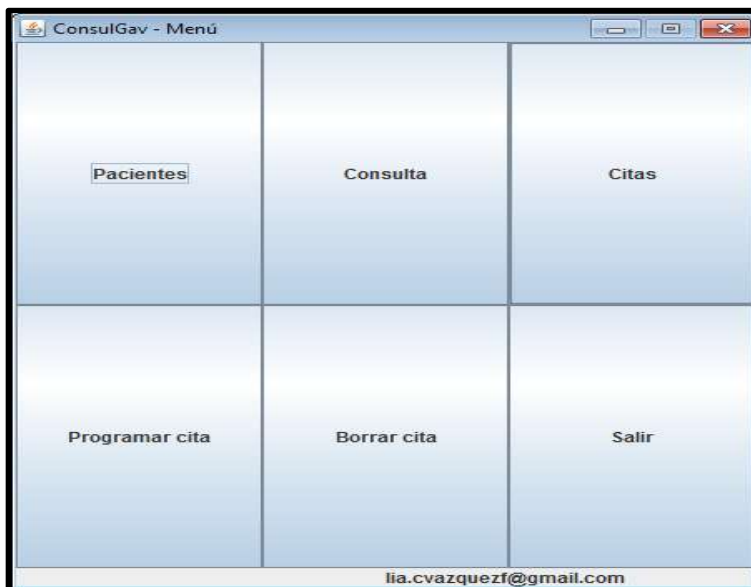 ConsulGav - Menú
Pacientes Consulta Citas
Programar cita Borrar cita Salir
lia.cvazquezf@gmail.com